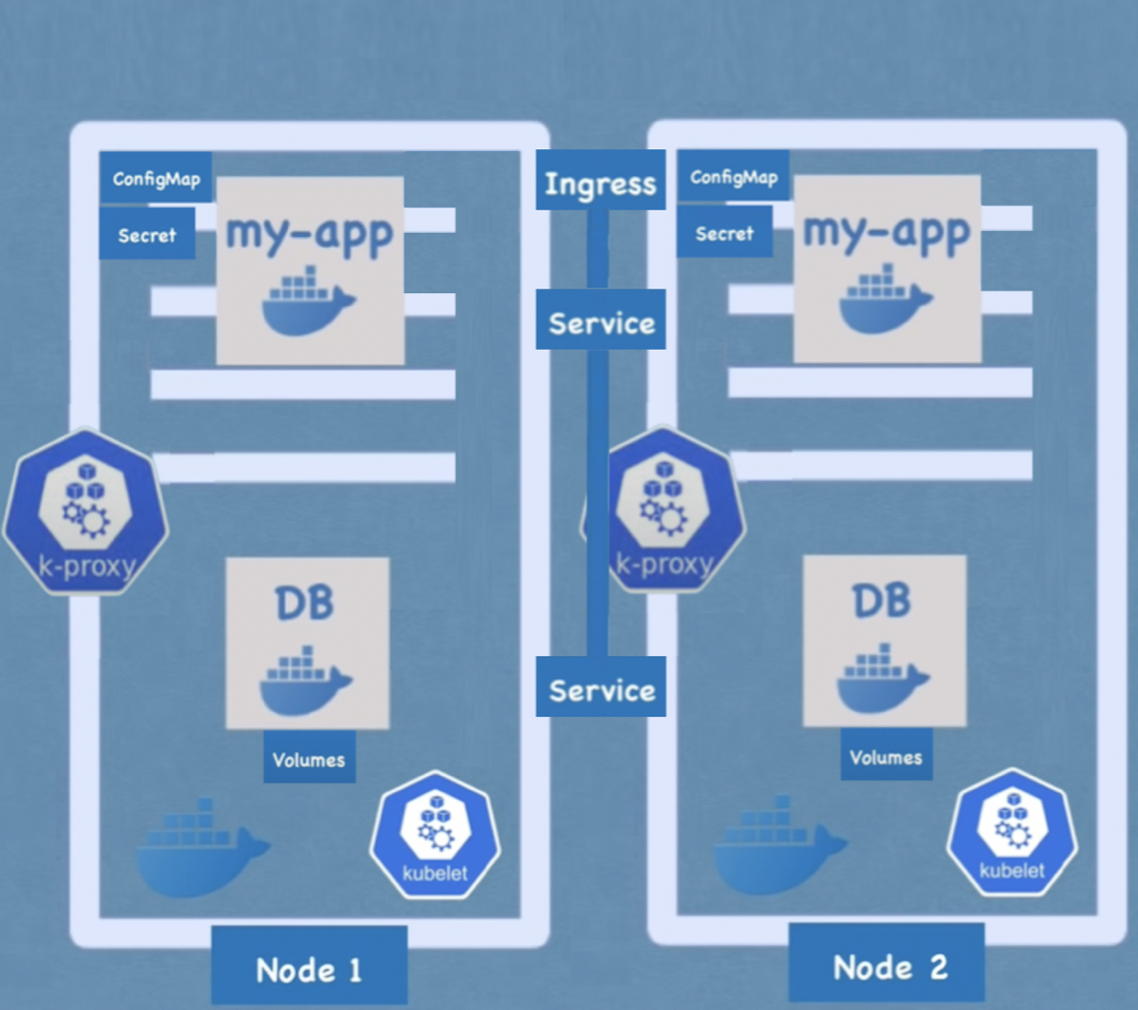 ConfigMap
Secret
my-app
k-proxy
DB
Volumes
kubelet
Node 1
Ingress
Service
Service
ConfigMap
Secret
my-app
k-proxy
DB
Volumes
kubelet
Node 2